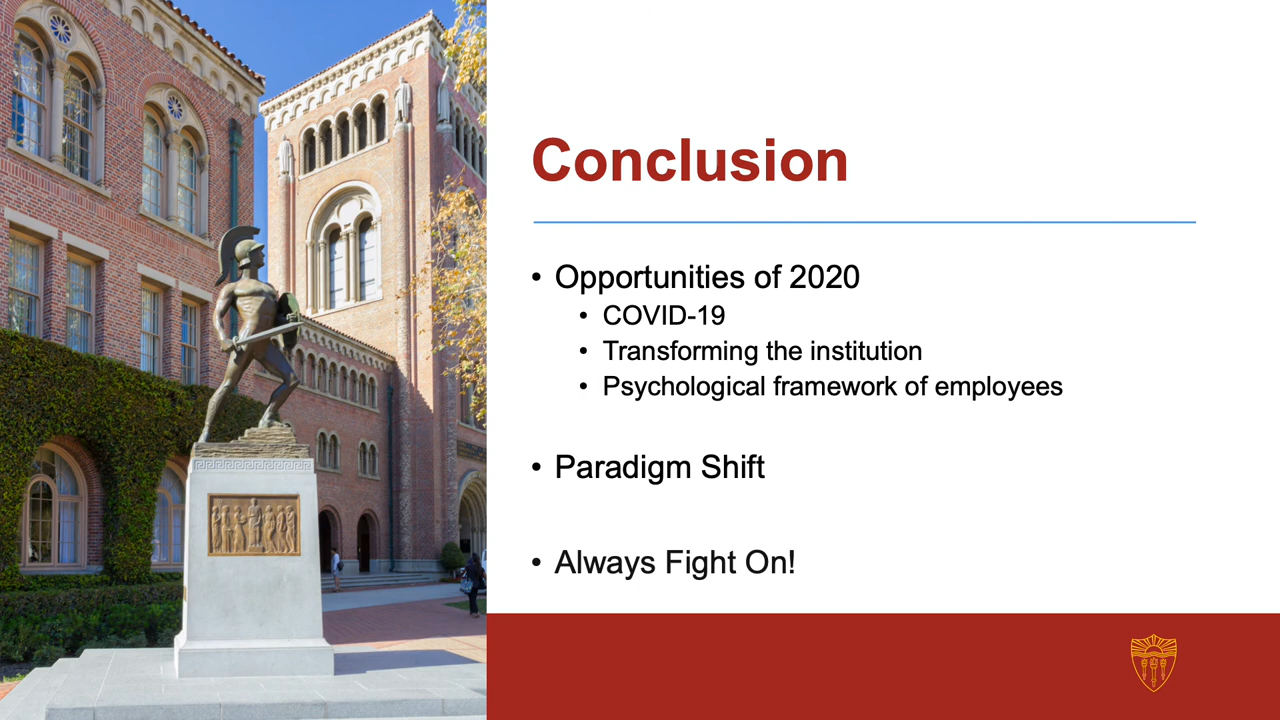 Conclusion
• Opportunities of 2020
• COVID-19
• Transforming the institution
• Psychological framework of employees
• Paradigm Shift
• Always Fight On!